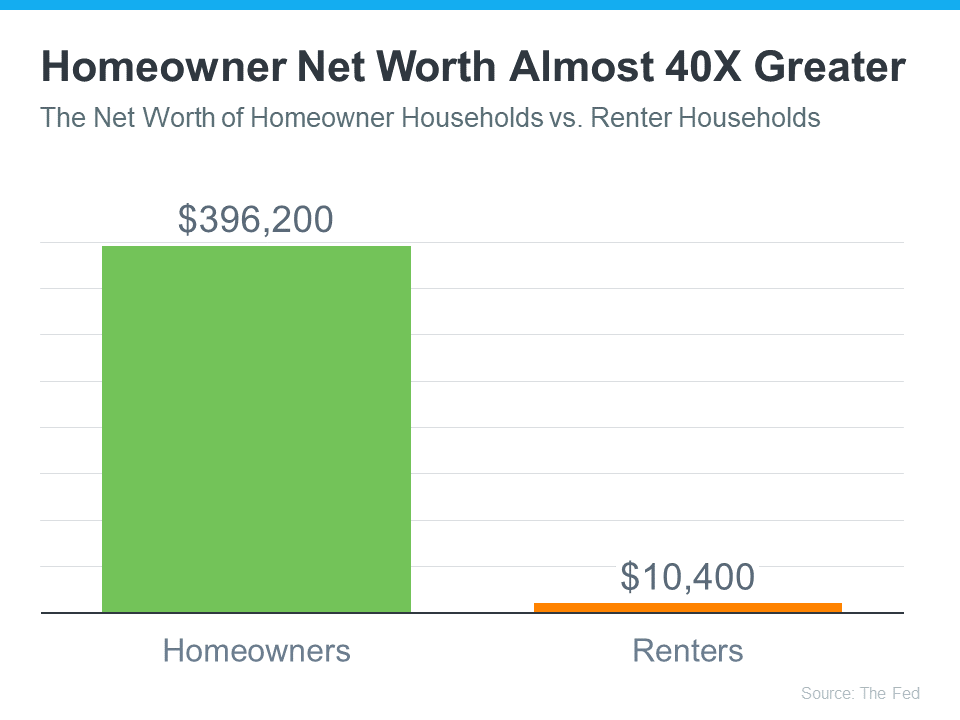 Homeowner Net Worth Almost 40X Greater
The Net Worth of Homeowner Households vs. Renter Households
$396,200
$10,400
Homeowners
Renters
Source: The Fed